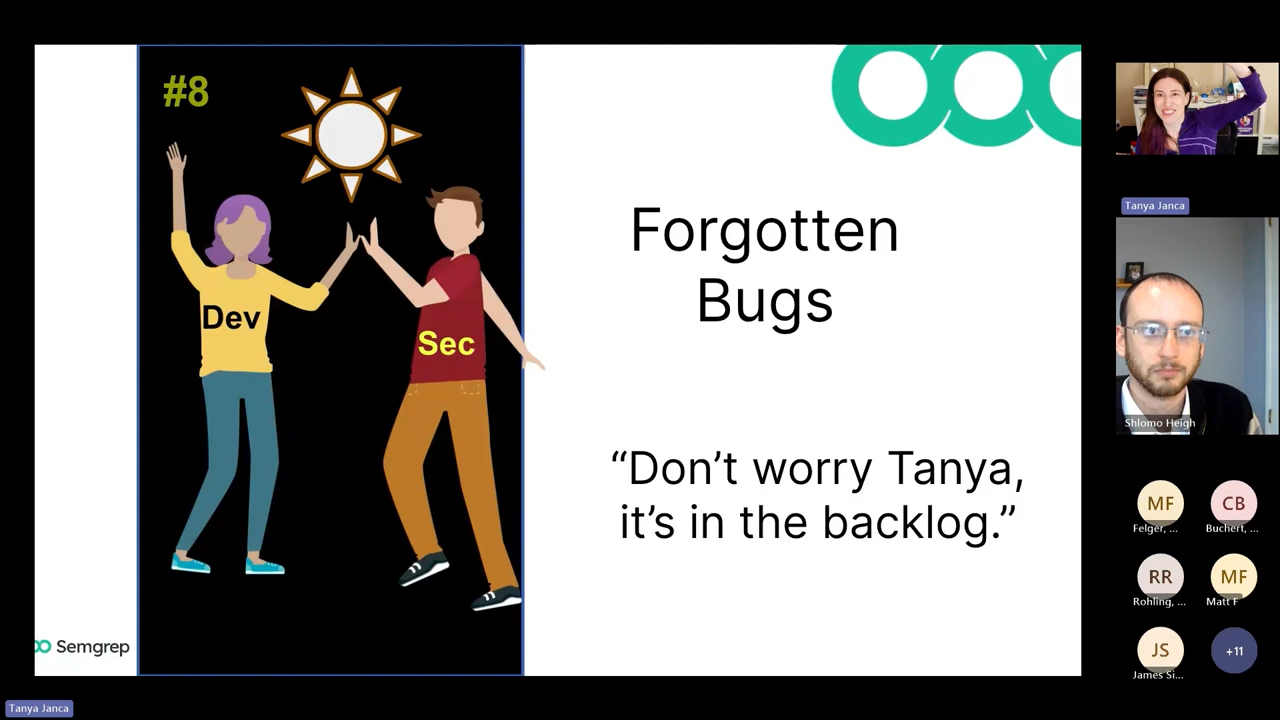 #8
Dev
Sec
Forgotten
Bugs
“Don’t worry Tanya,
it’s in the backlog.”
Semgrep
Tanya Janca
Shlomo Heigh
MF
Felger, ...
CB
Buchert, ...
RR
Rohling, ...
MF
Matt F
JS
James Si...
+11
Tanya Janca